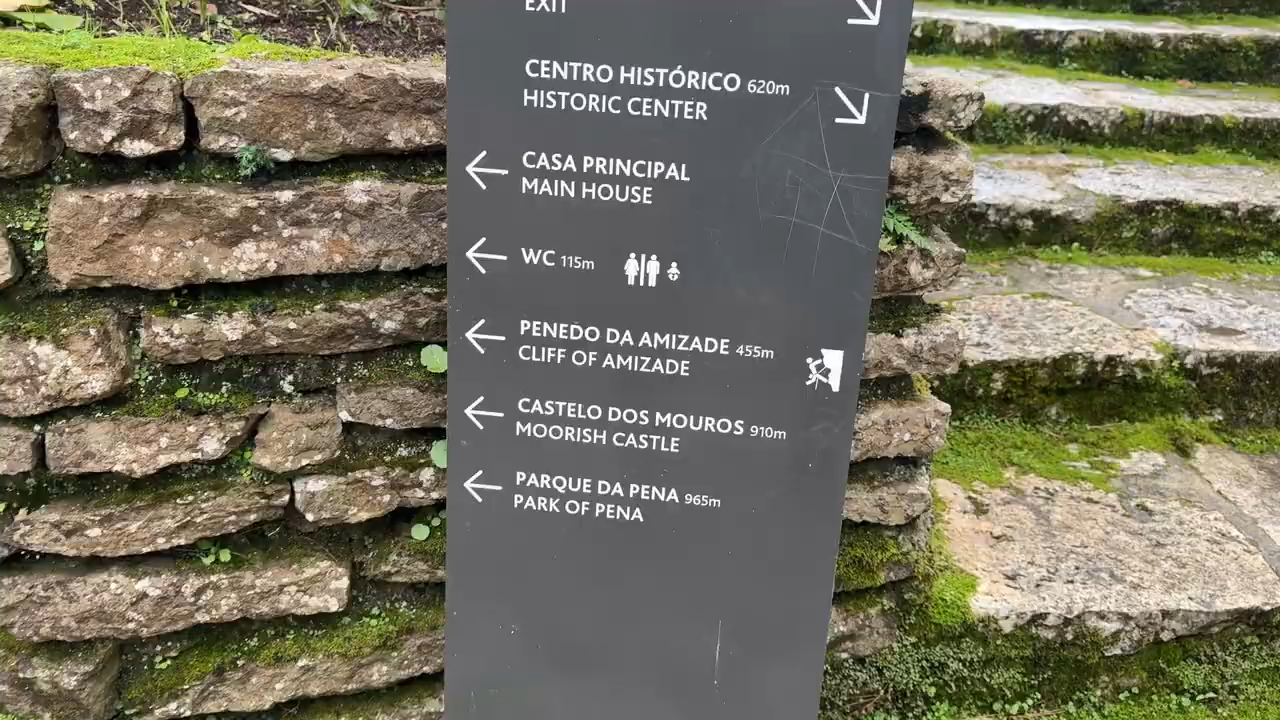 EXIT
CENTRO HISTÓRICO 620m
HISTORIC CENTER
CASA PRINCIPAL
MAIN HOUSE
WC 115m
PENEDO DA AMIZADE 455m
CLIFF OF AMIZADE
CASTELO DOS MOUROS 910m
MOORISH CASTLE
PARQUE DA PENA 965m
PARK OF PENA